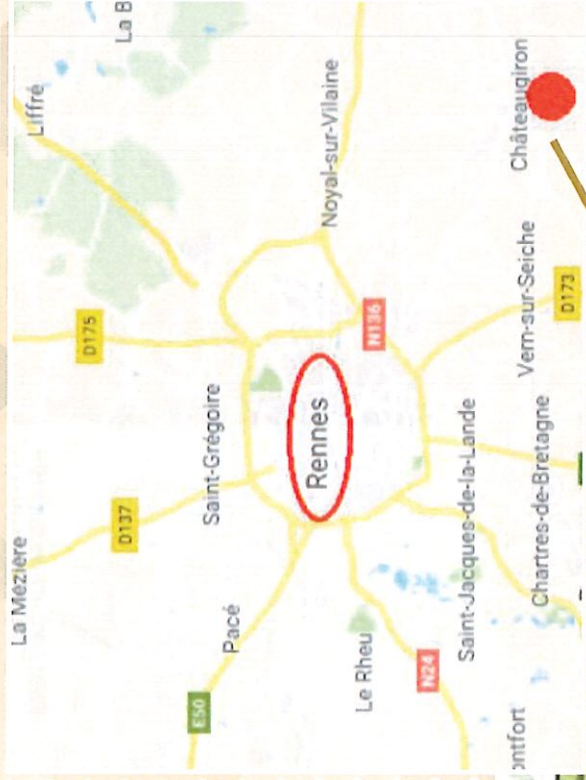 La Mézière
Liffré
D175
La B
D137
E50
Saint-Grégoire
Pacé
Rennes
Noyal-sur-Vilaine
Le Rheu
N136
N24
Saint-Jacques-de-la-Lande
ontfort
Châteaugiron
Vern-sur-Seiche
Chartres-de-Bretagne
D173